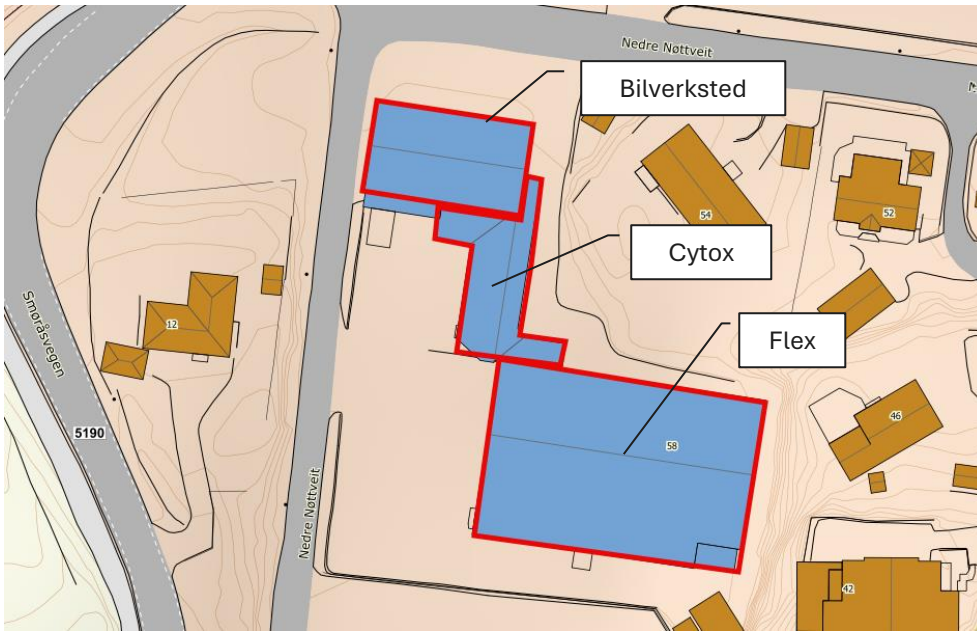 Nedre Nøttveit
Bilverksted
54
52
Cytox
12
Smøråsvegen
Flex
5190
58
46
Nedre Nøttveit
42